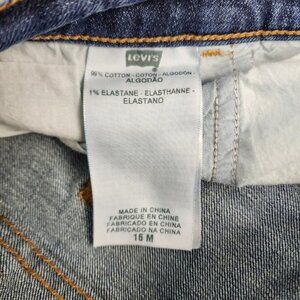 LEVI'S
99% COTTON - COTON - ALGODÓN -
ALGODÃO
1% ELASTANE - ELASTHANNE -
ELASTANO
MADE IN CHINA
FABRIQUÉ EN CHINE
FABRICADO EN CHINA
FABRICADO NA CHINA
16 M